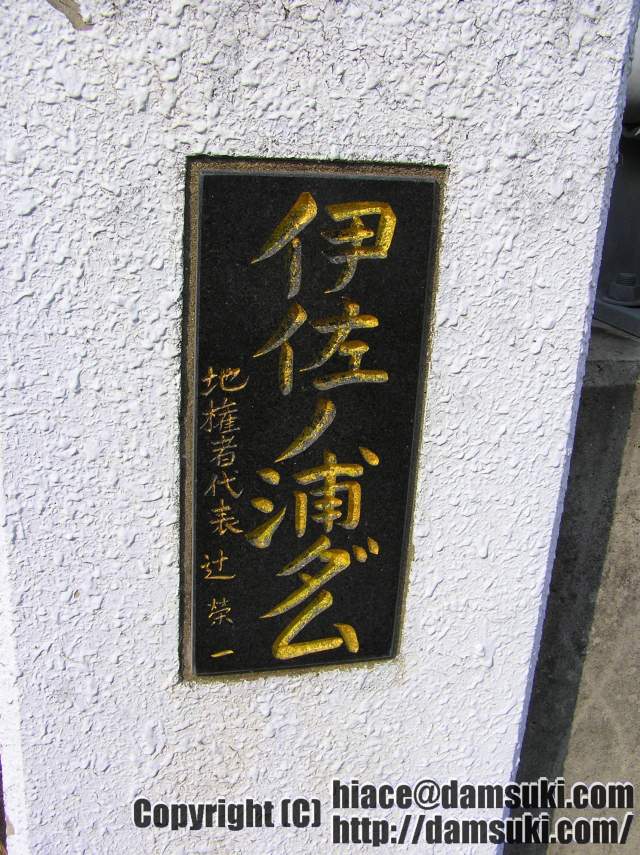 伊佐ノ浦ダム
地権者代表 辻 榮一
Copyright (C) hiace@damsuki.com
http://damsuki.com/